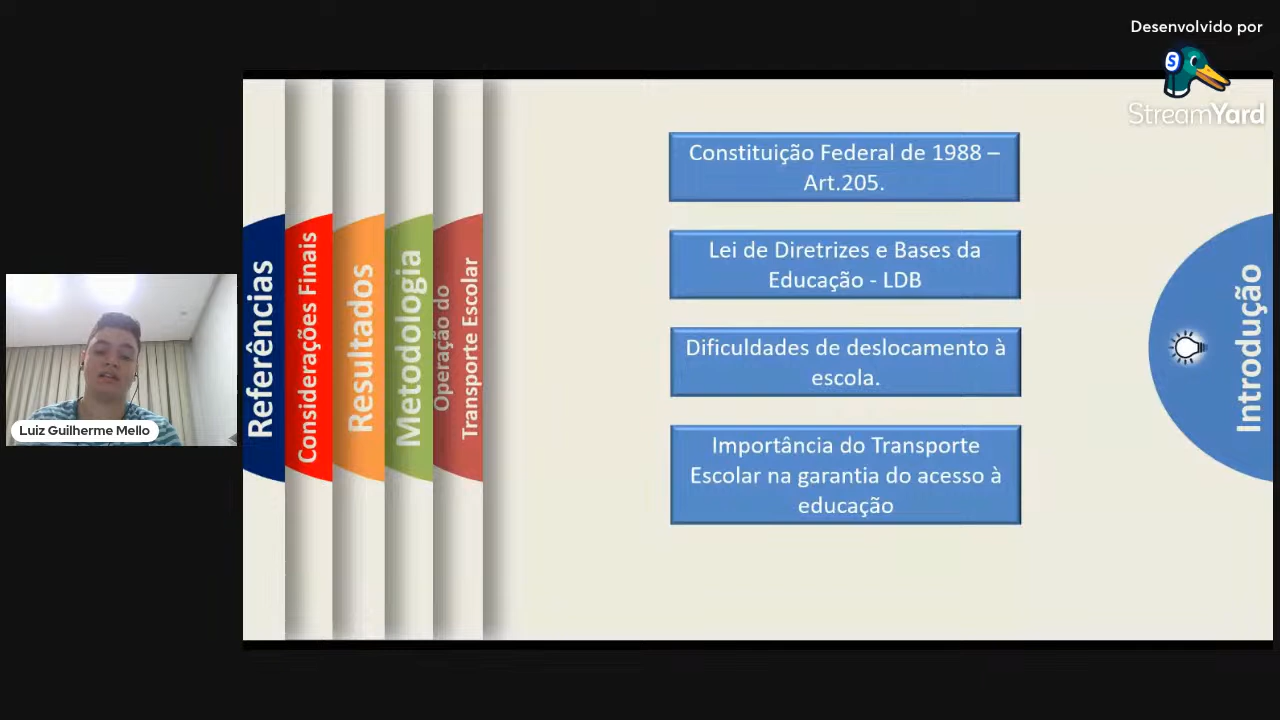 Desenvolvido por
StreamYard
Constituição Federal de 1988 –
Art.205.
Lei de Diretrizes e Bases da
Educação - LDB
Dificuldades de deslocamento à
escola.
Importância do Transporte
Escolar na garantia do acesso à
educação
Referências
Considerações Finais
Resultados
Metodologia
Operação do
Transporte Escolar
Introdução
Luiz Guilherme Mello